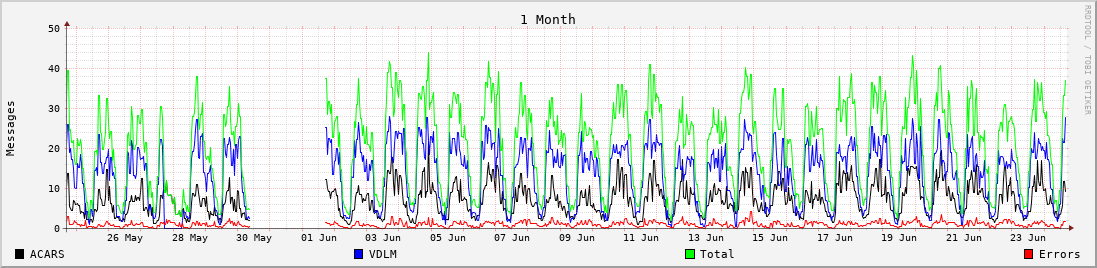 1 Month
RRDTOOL / TOBI OETIKER
Messages
50
40
30
20
10
0
26 May 28 May 30 May 01 Jun 03 Jun 05 Jun 07 Jun 09 Jun 11 Jun 13 Jun 15 Jun 17 Jun 19 Jun 21 Jun 23 Jun
ACARS VDLM Total Errors